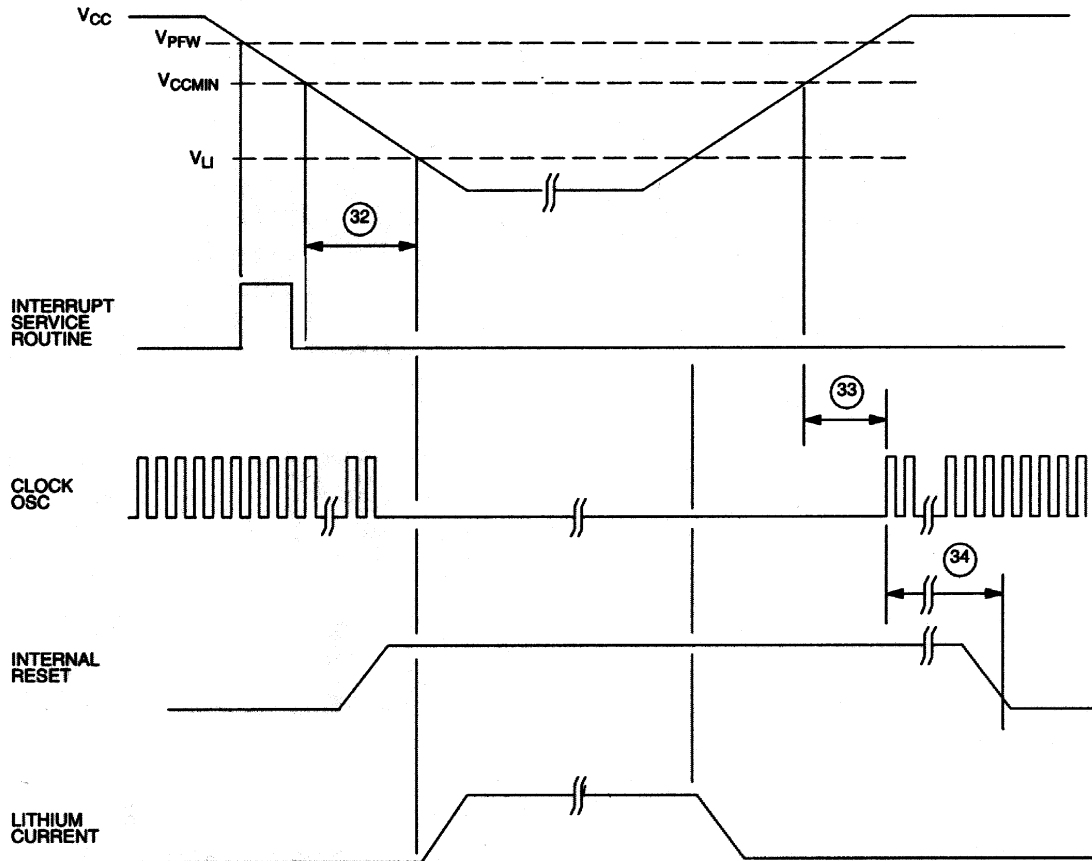 VCC
VPFW
VCCMIN
VLI
32
INTERRUPT
SERVICE
ROUTINE
33
CLOCK
OSC
34
INTERNAL
RESET
LITHIUM
CURRENT